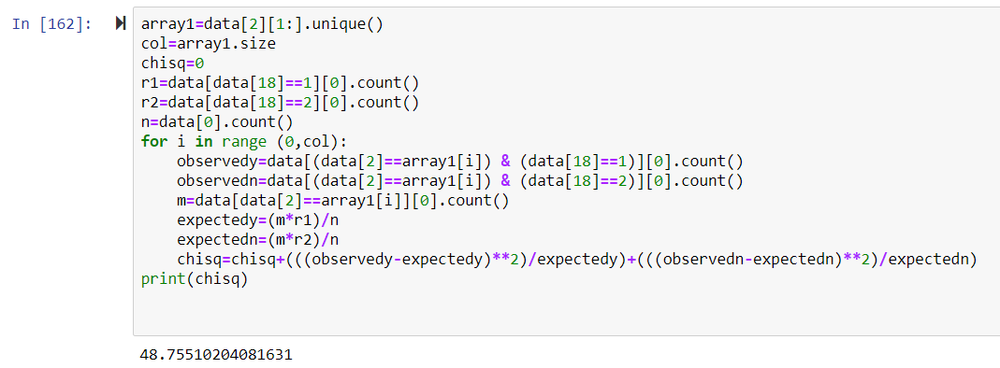 In [162]:
array1=data[2][1:].unique()
col=array1.size
chisq=0
r1=data[data[18]==1][0].count()
r2=data[data[18]==2][0].count()
n=data[0].count()
for i in range (0,col):
    observedy=data[(data[2]==array1[i]) & (data[18]==1)][0].count()
    observedn=data[(data[2]==array1[i]) & (data[18]==2)][0].count()
    m=data[data[2]==array1[i]][0].count()
    expectedy=(m*r1)/n
    expectedn=(m*r2)/n
    chisq=chisq+(((observedy-expectedy)**2)/expectedy)+(((observedn-expectedn)**2)/expectedn)
print(chisq)
48.75510204081631